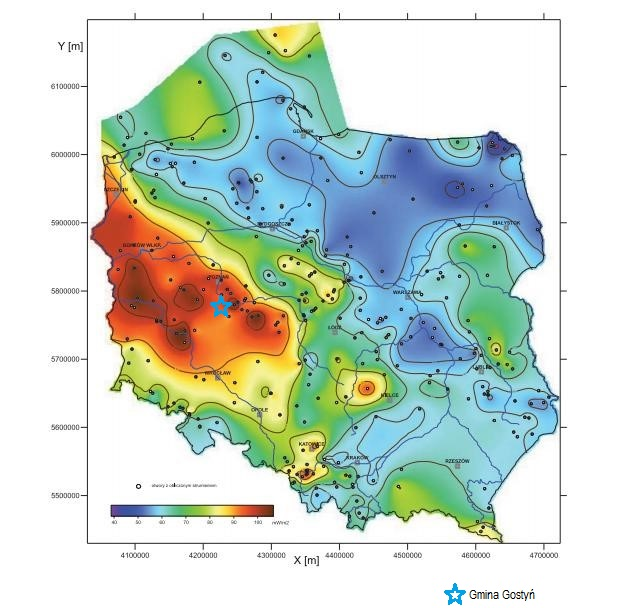 Y [m]
6100000
GDAŃSK
6000000
OLSZTYN
SZCZECIN
5900000
BYDGOSZCZ
BIAŁYSTOK
GORZÓW WLKP.
POZNAŃ
5800000
WARSZAWA
ŁÓDŹ
5700000
WROCŁAW
LUBLIN
KIELCE
OPOLE
5600000
KATOWICE
KRAKÓW
RZESZÓW
otwory z obliczonym strumieniem
5500000
40 50 60 70 80 90 100 mW/m2
4100000 4200000 4300000 4400000 4500000 4600000 4700000
X [m]
Gmina Gostyń